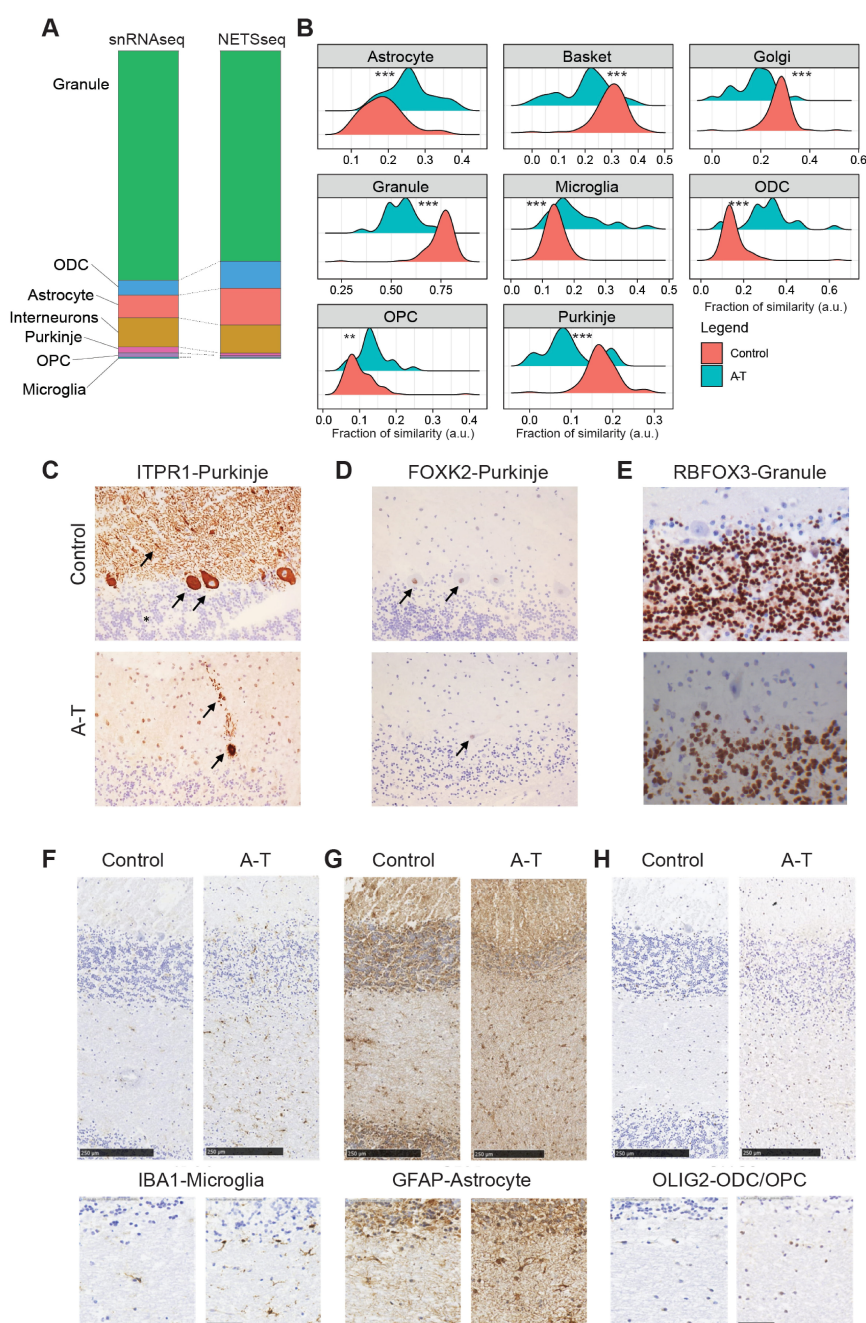 A
snRNAseq
NETSseq
Granule
ODC
Astrocyte
Interneurons
Purkinje
OPC
Microglia
B
Astrocyte
Basket
Golgi
***
***
***
0.1 0.2 0.3 0.4
0.0 0.1 0.2 0.3 0.4 0.5
0.0 0.2 0.4 0.6
Granule
Microglia
ODC
***
***
***
0.25 0.50 0.75
0.0 0.1 0.2 0.3 0.4 0.5
0.0 0.2 0.4 0.6
Fraction of similarity (a.u.)
OPC
Purkinje
**
***
0.0 0.1 0.2 0.3 0.4
0.0 0.1 0.2 0.3
Fraction of similarity (a.u.)
Fraction of similarity (a.u.)
Legend
Control
A-T
C
ITPR1-Purkinje
D
FOXK2-Purkinje
E
RBFOX3-Granule
Control
*
A-T
F
Control
A-T
G
Control
A-T
H
Control
A-T
250 µm
250 µm
250 µm
250 µm
250 µm
250 µm
IBA1-Microglia
GFAP-Astrocyte
OLIG2-ODC/OPC